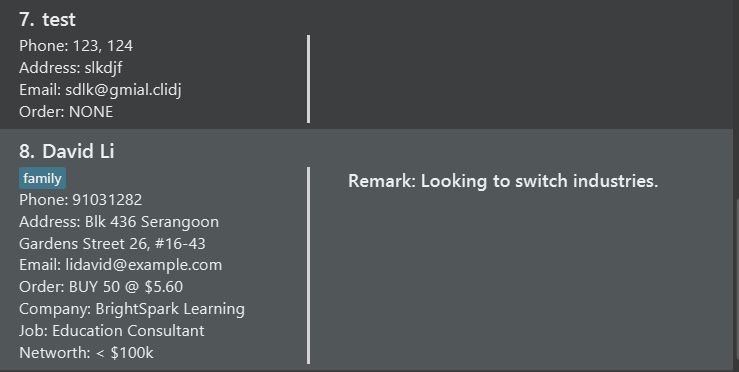 7. test
Phone: 123, 124
Address: slkdjf
Email: sdlk@gmial.clidj
Order: NONE
8. David Li
family
Phone: 91031282
Address: Blk 436 Serangoon
Gardens Street 26, #16-43
Email: lidavid@example.com
Order: BUY 50 @ $5.60
Company: BrightSpark Learning
Job: Education Consultant
Networth: < $100k
Remark: Looking to switch industries.